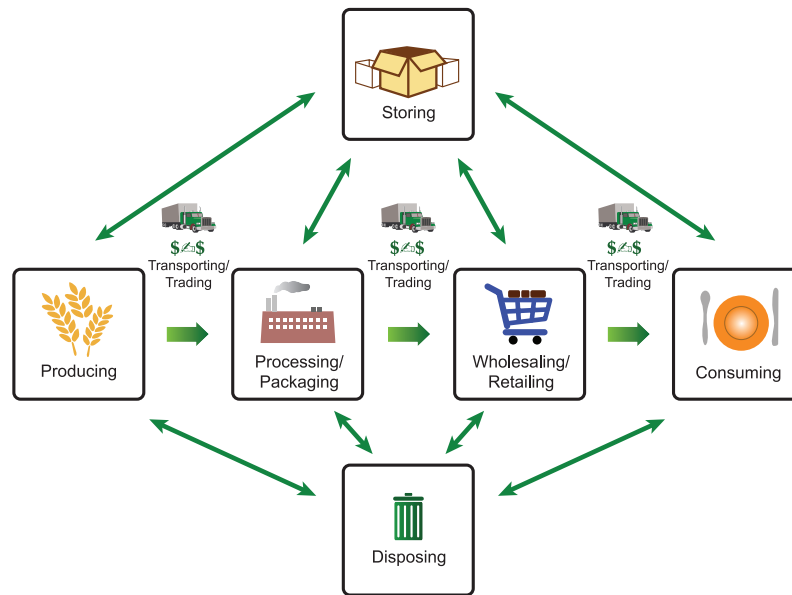 Storing
$✍$
Transporting/
Trading
$✍$
Transporting/
Trading
$✍$
Transporting/
Trading
Producing
Processing/
Packaging
Wholesaling/
Retailing
Consuming
Disposing